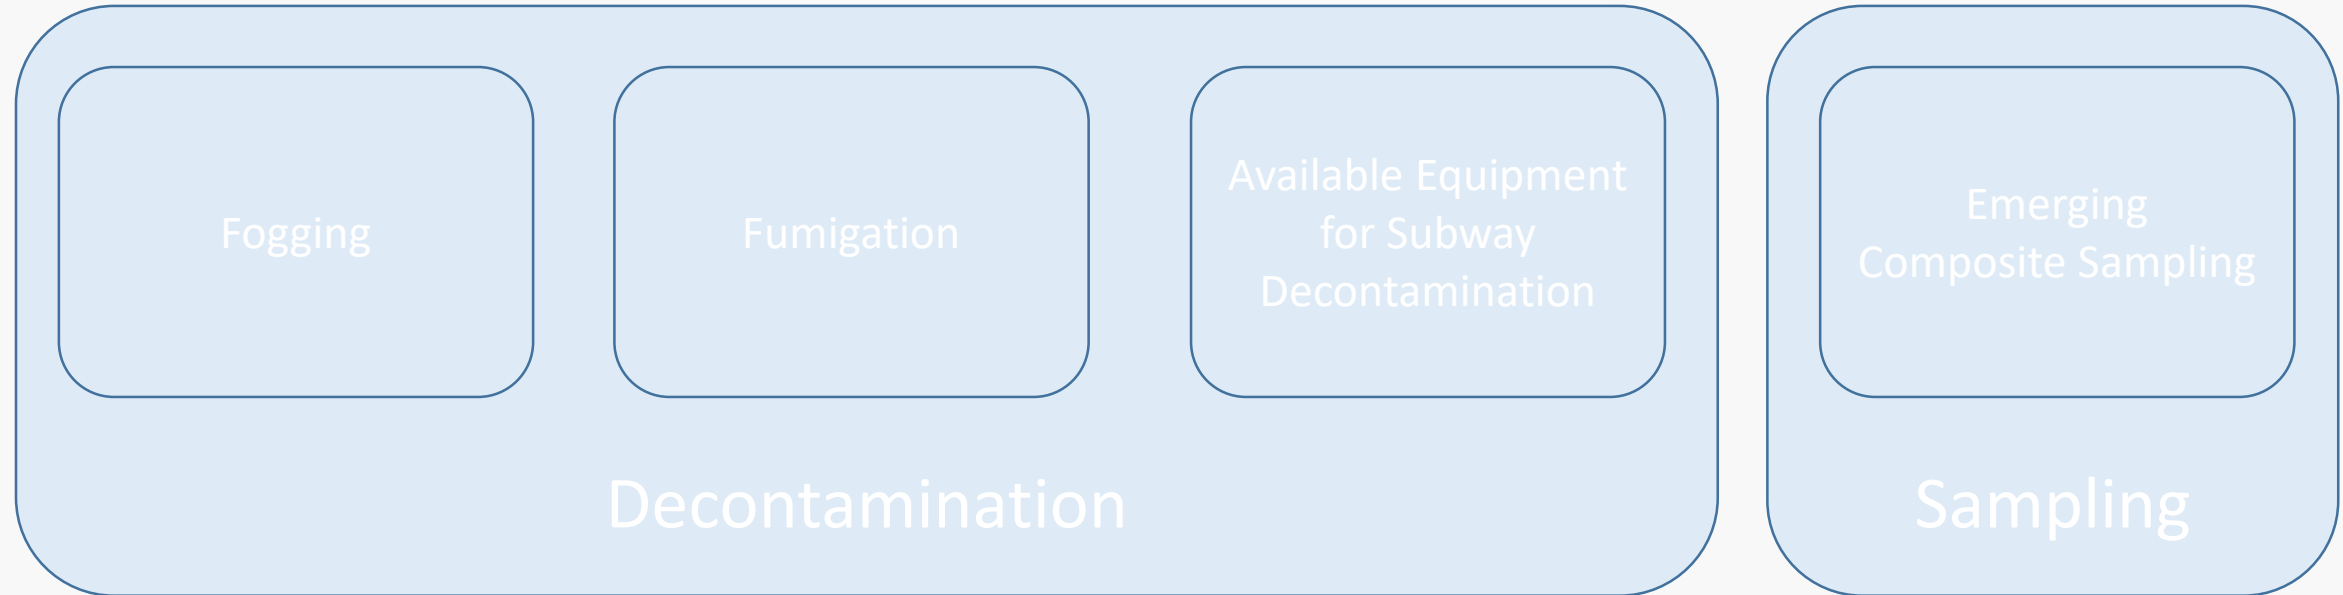 Fogging
Fumigation
Available Equipment
for Subway
Decontamination
Emerging
Composite Sampling
Decontamination
Sampling